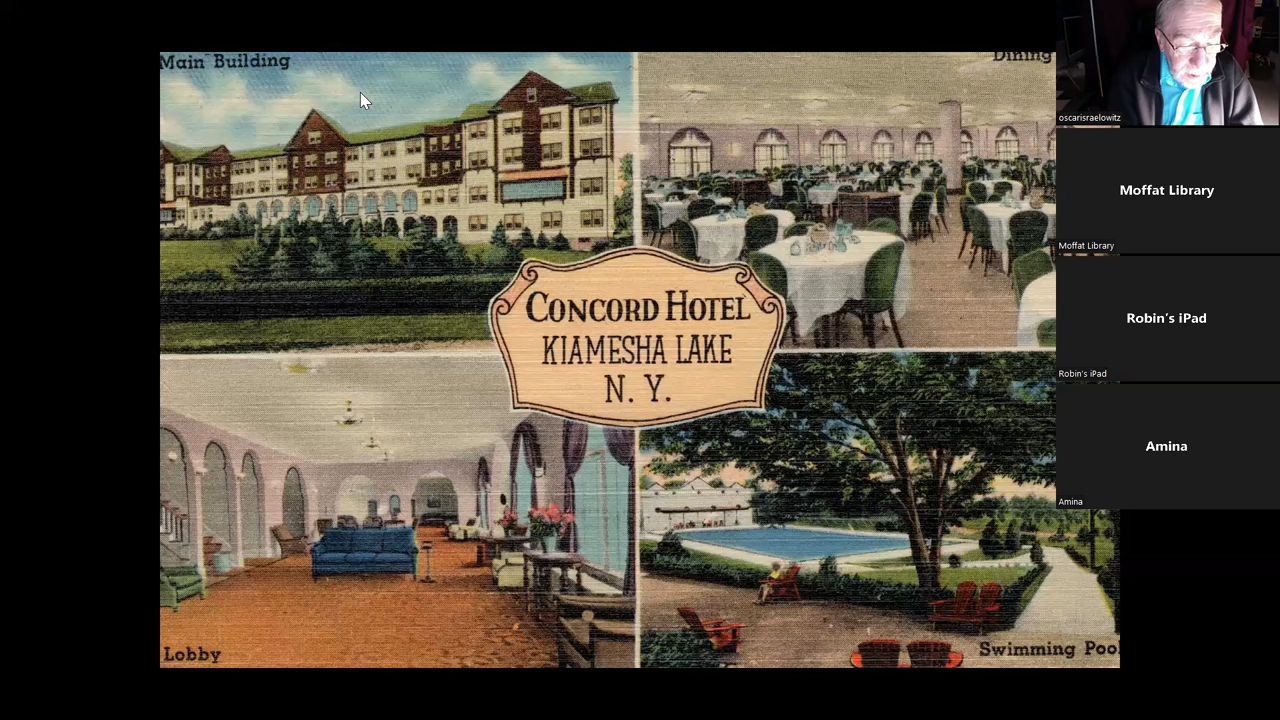 Main Building
Dining
CONCORD HOTEL
KIAMESHA LAKE
N. Y.
Lobby
Swimming Poo
oscarisraelowitz
Moffat Library
Moffat Library
Robin's iPad
Robin's iPad
Amina
Amina